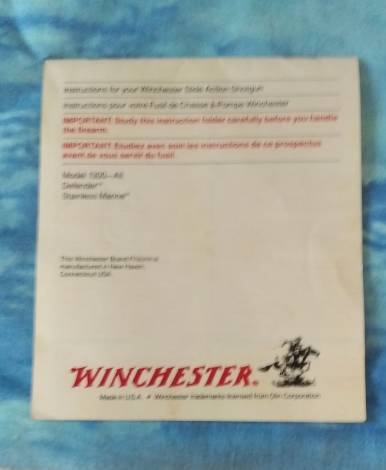 Instructions for your Winchester Slide Action Shotgun
Instructions pour votre Fusil de Chasse à Pompe Winchester
IMPORTANT: Study this instruction folder carefully before you handle
the firearm.
IMPORTANT: Etudiez avec soin les instructions de ce prospectus
avant de vous servir du fusil.
Model 1300—All
Defender™
Stainless Marine™
This Winchester Brand Firearm is
manufactured in New Haven,
Connecticut USA
WINCHESTER®
Made in U.S.A. • Winchester trademarks licensed from Olin Corporation